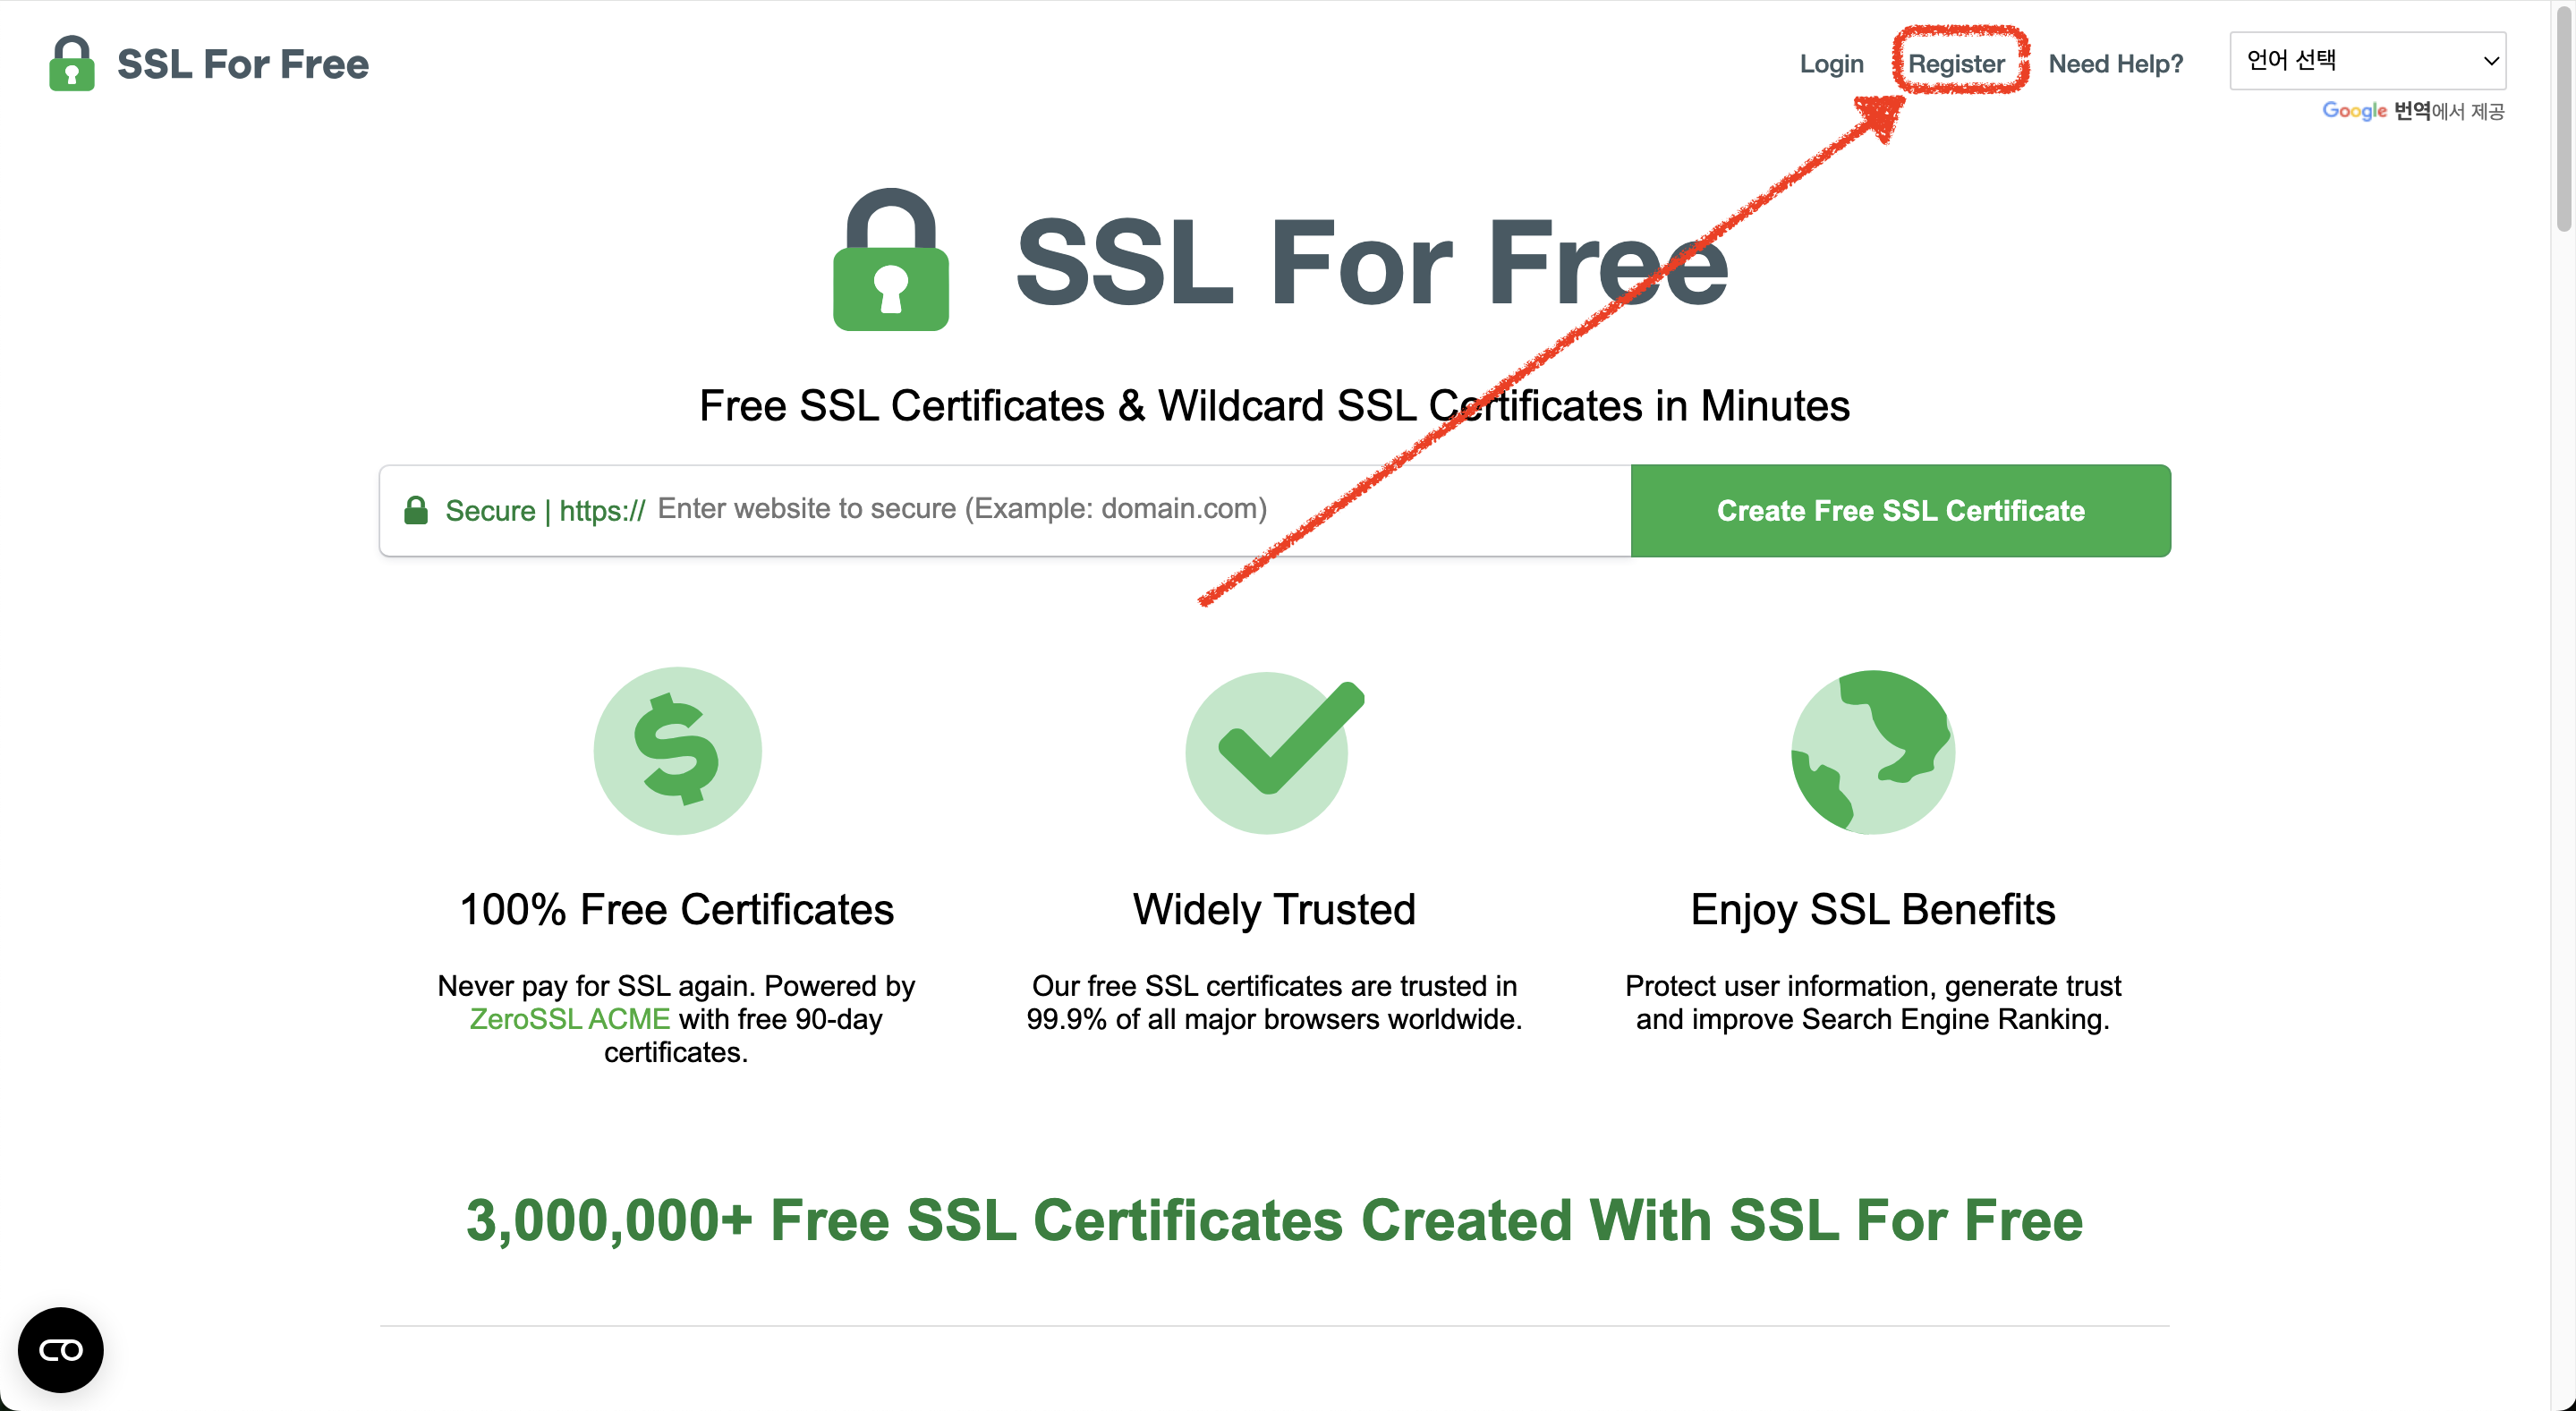 SSL For Free
Login Register Need Help? 언어 선택
Google 번역에서 제공
SSL For Free
Free SSL Certificates & Wildcard SSL Certificates in Minutes
Secure | https:// Enter website to secure (Example: domain.com) Create Free SSL Certificate
100% Free Certificates
Never pay for SSL again. Powered by
ZeroSSL ACME with free 90-day
certificates.
Widely Trusted
Our free SSL certificates are trusted in
99.9% of all major browsers worldwide.
Enjoy SSL Benefits
Protect user information, generate trust
and improve Search Engine Ranking.
3,000,000+ Free SSL Certificates Created With SSL For Free